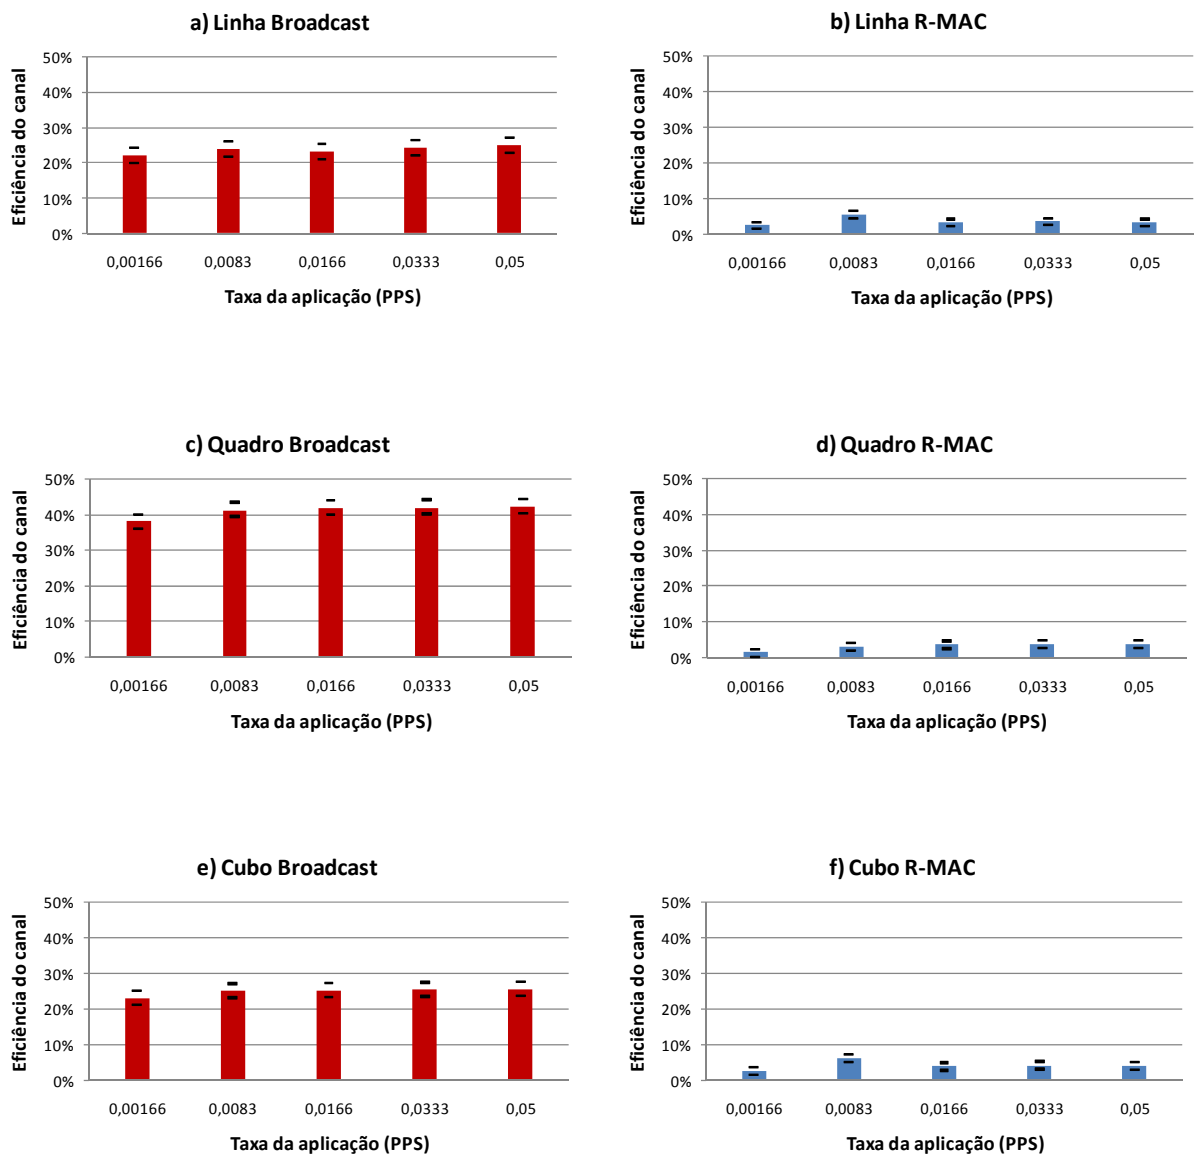 a) Linha Broadcast
Eficiência do canal
50%
40%
30%
20%
10%
0%
0,00166 0,0083 0,0166 0,0333 0,05
Taxa da aplicação (PPS)
b) Linha R-MAC
Eficiência do canal
50%
40%
30%
20%
10%
0%
0,00166 0,0083 0,0166 0,0333 0,05
Taxa da aplicação (PPS)
c) Quadro Broadcast
Eficiência do canal
50%
40%
30%
20%
10%
0%
0,00166 0,0083 0,0166 0,0333 0,05
Taxa da aplicação (PPS)
d) Quadro R-MAC
Eficiência do canal
50%
40%
30%
20%
10%
0%
0,00166 0,0083 0,0166 0,0333 0,05
Taxa da aplicação (PPS)
e) Cubo Broadcast
Eficiência do canal
50%
40%
30%
20%
10%
0%
0,00166 0,0083 0,0166 0,0333 0,05
Taxa da aplicação (PPS)
f) Cubo R-MAC
Eficiência do canal
50%
40%
30%
20%
10%
0%
0,00166 0,0083 0,0166 0,0333 0,05
Taxa da aplicação (PPS)